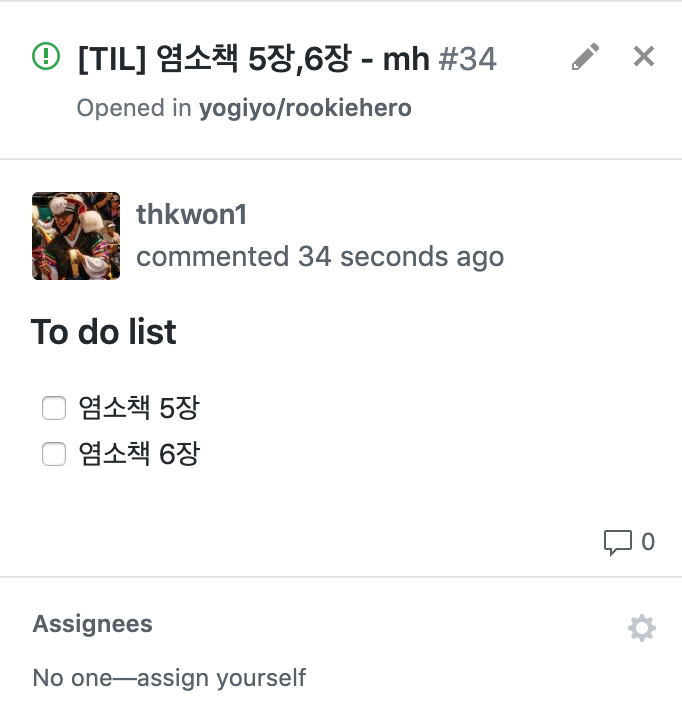 [TIL] 염소책 5장,6장 - mh #34
Opened in yogiyo/rookiehero
thkwon1
commented 34 seconds ago
To do list
염소책 5장
염소책 6장
0
Assignees
No one—assign yourself